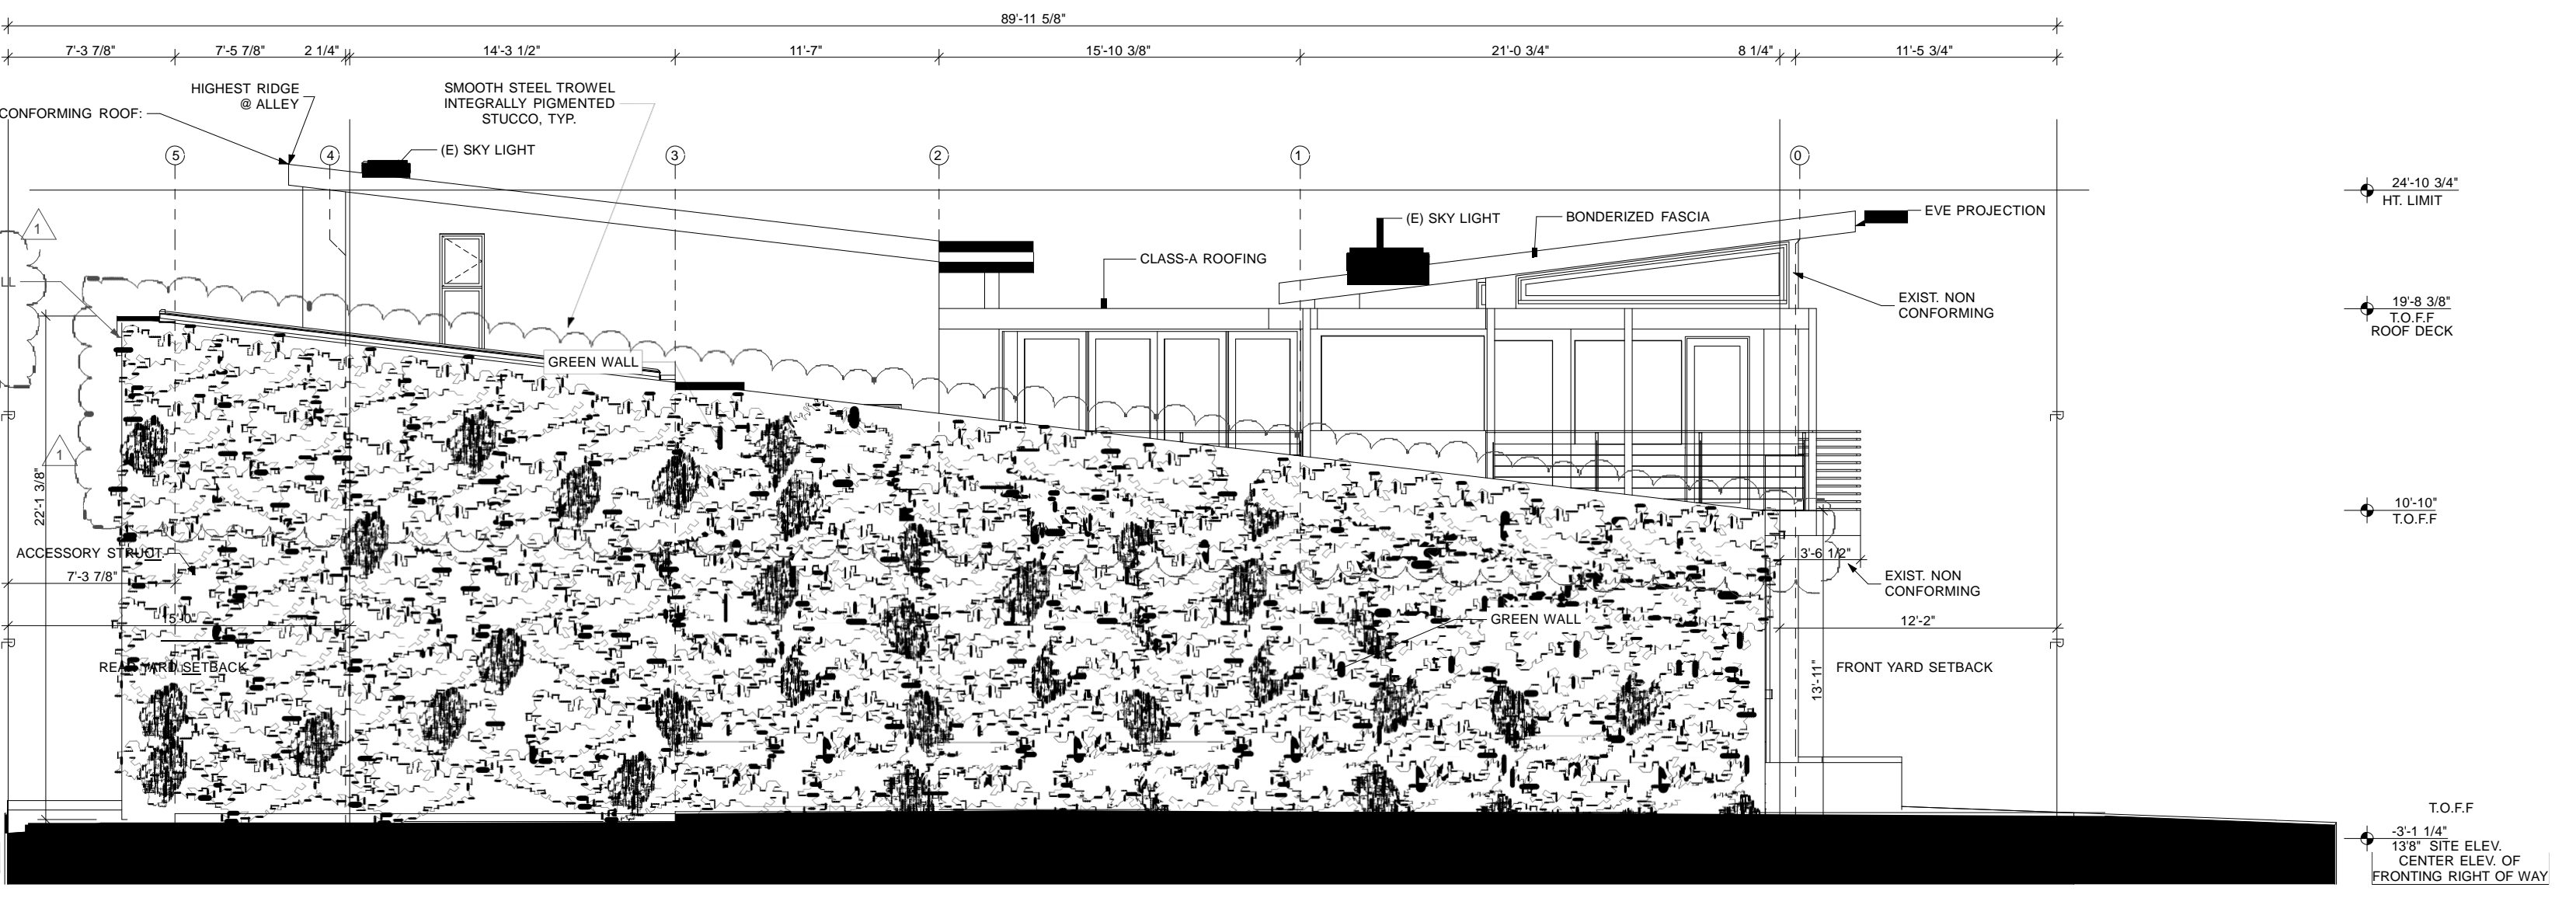 89'-11 5/8"
7'-3 7/8" 7'-5 7/8" 2 1/4" 14'-3 1/2" 11'-7" 15'-10 3/8" 21'-0 3/4" 8 1/4" 11'-5 3/4"
HIGHEST RIDGE
@ ALLEY
CONFORMING ROOF:
SMOOTH STEEL TROWEL
INTEGRALLY PIGMENTED
STUCCO, TYP.
(E) SKY LIGHT
5 4 3 2 1 0
24'-10 3/4"
HT. LIMIT
(E) SKY LIGHT
BONDERIZED FASCIA
EVE PROJECTION
1
CLASS-A ROOFING
LL
EXIST. NON
CONFORMING
19'-8 3/8"
T.O.F.F
ROOF DECK
GREEN WALL
PL
PL
1
22'-1 3/8"
10'-10"
T.O.F.F
ACCESSORY STRUCT.
7'-3 7/8"
3'-6 1/2"
EXIST. NON
CONFORMING
15'-0"
GREEN WALL
12'-2"
PL
PL
REAR YARD SETBACK
13'-11"
FRONT YARD SETBACK
T.O.F.F
-3'-1 1/4"
13'8" SITE ELEV.
CENTER ELEV. OF
FRONTING RIGHT OF WAY